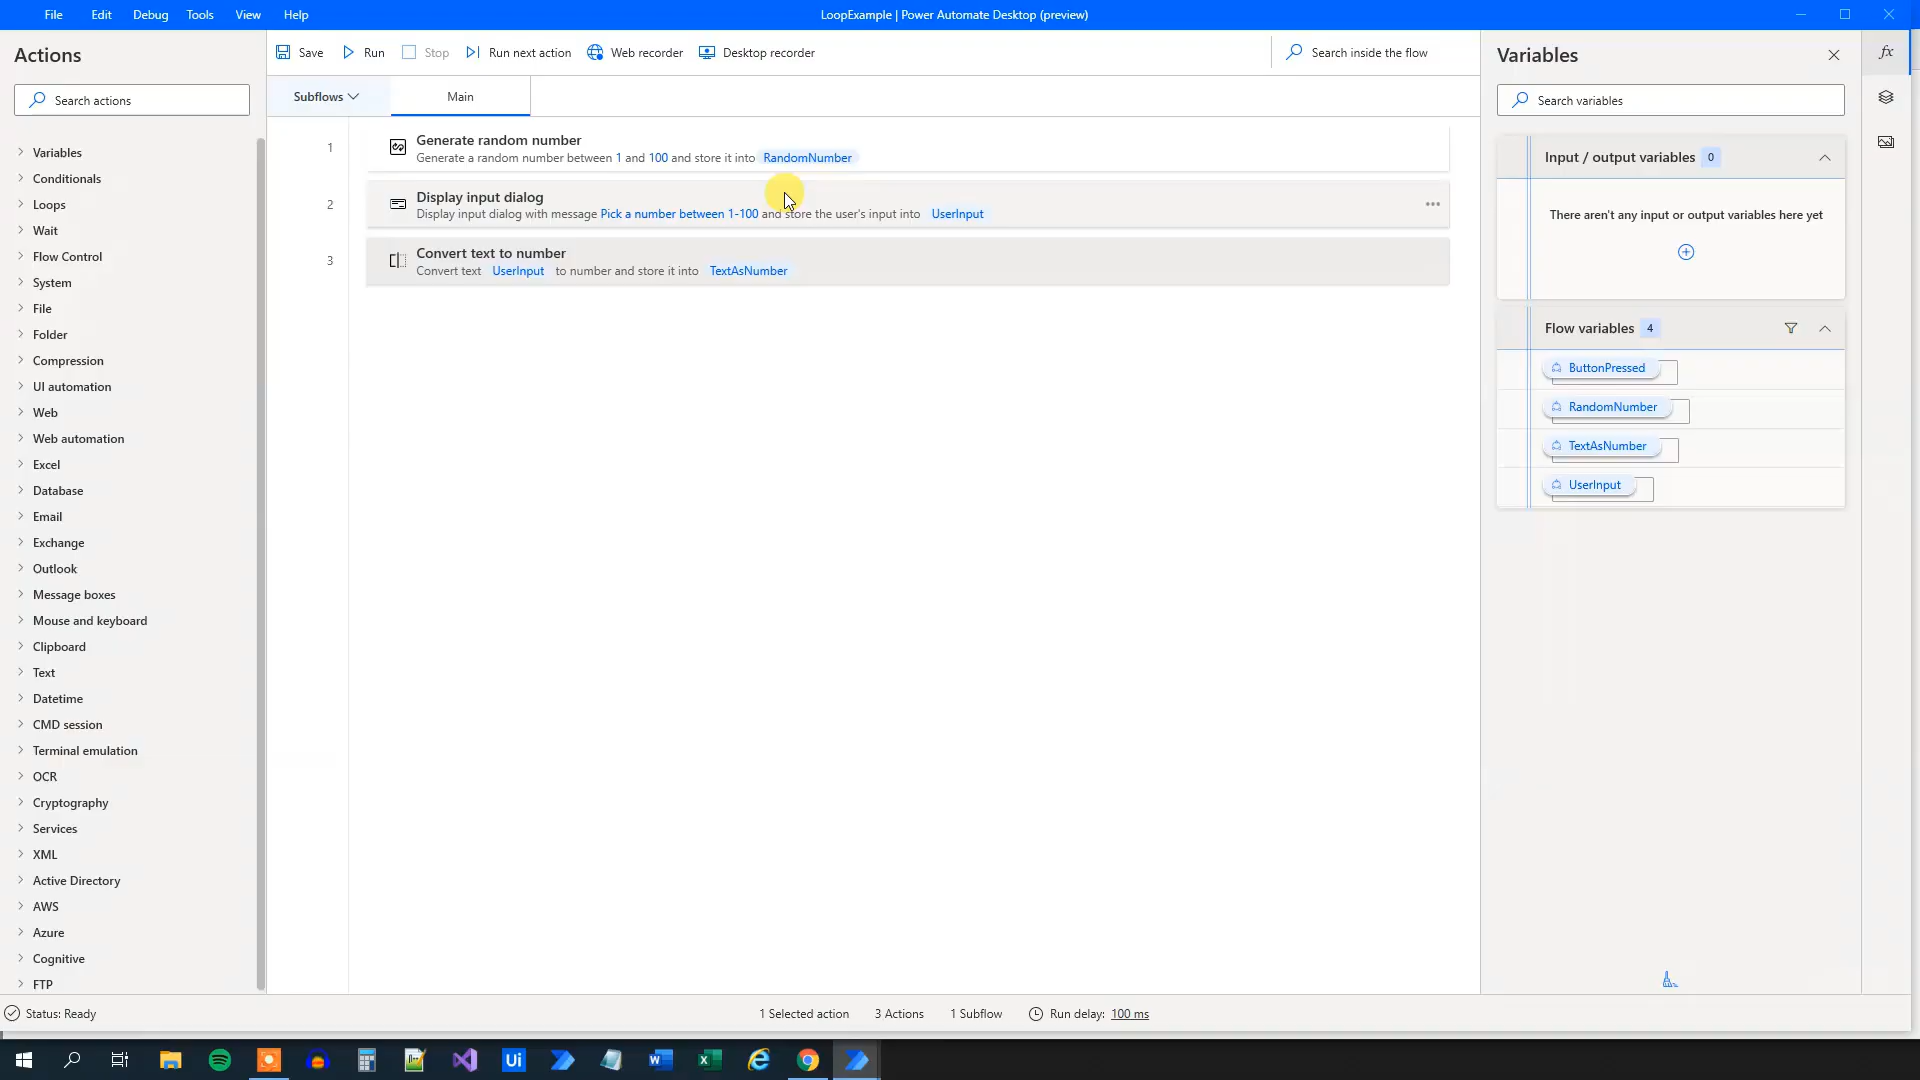 File Edit Debug Tools View Help
LoopExample | Power Automate Desktop (preview)
Actions
Search actions
Variables
Conditionals
Loops
Wait
Flow Control
System
File
Folder
Compression
UI automation
Web
Web automation
Excel
Database
Email
Exchange
Outlook
Message boxes
Mouse and keyboard
Clipboard
Text
Datetime
CMD session
Terminal emulation
OCR
Cryptography
Services
XML
Active Directory
AWS
Azure
Cognitive
FTP
Save Run Stop Run next action Web recorder Desktop recorder
Search inside the flow
Subflows Main
1 Generate random number
Generate a random number between 1 and 100 and store it into RandomNumber
2 Display input dialog
Display input dialog with message Pick a number between 1-100 and store the user's input into UserInput
3 Convert text to number
Convert text UserInput to number and store it into TextAsNumber
Variables
fx
Search variables
Input / output variables 0
There aren't any input or output variables here yet
Flow variables 4
ButtonPressed
RandomNumber
TextAsNumber
UserInput
Status: Ready
1 Selected action 3 Actions 1 Subflow Run delay: 100 ms
Ui